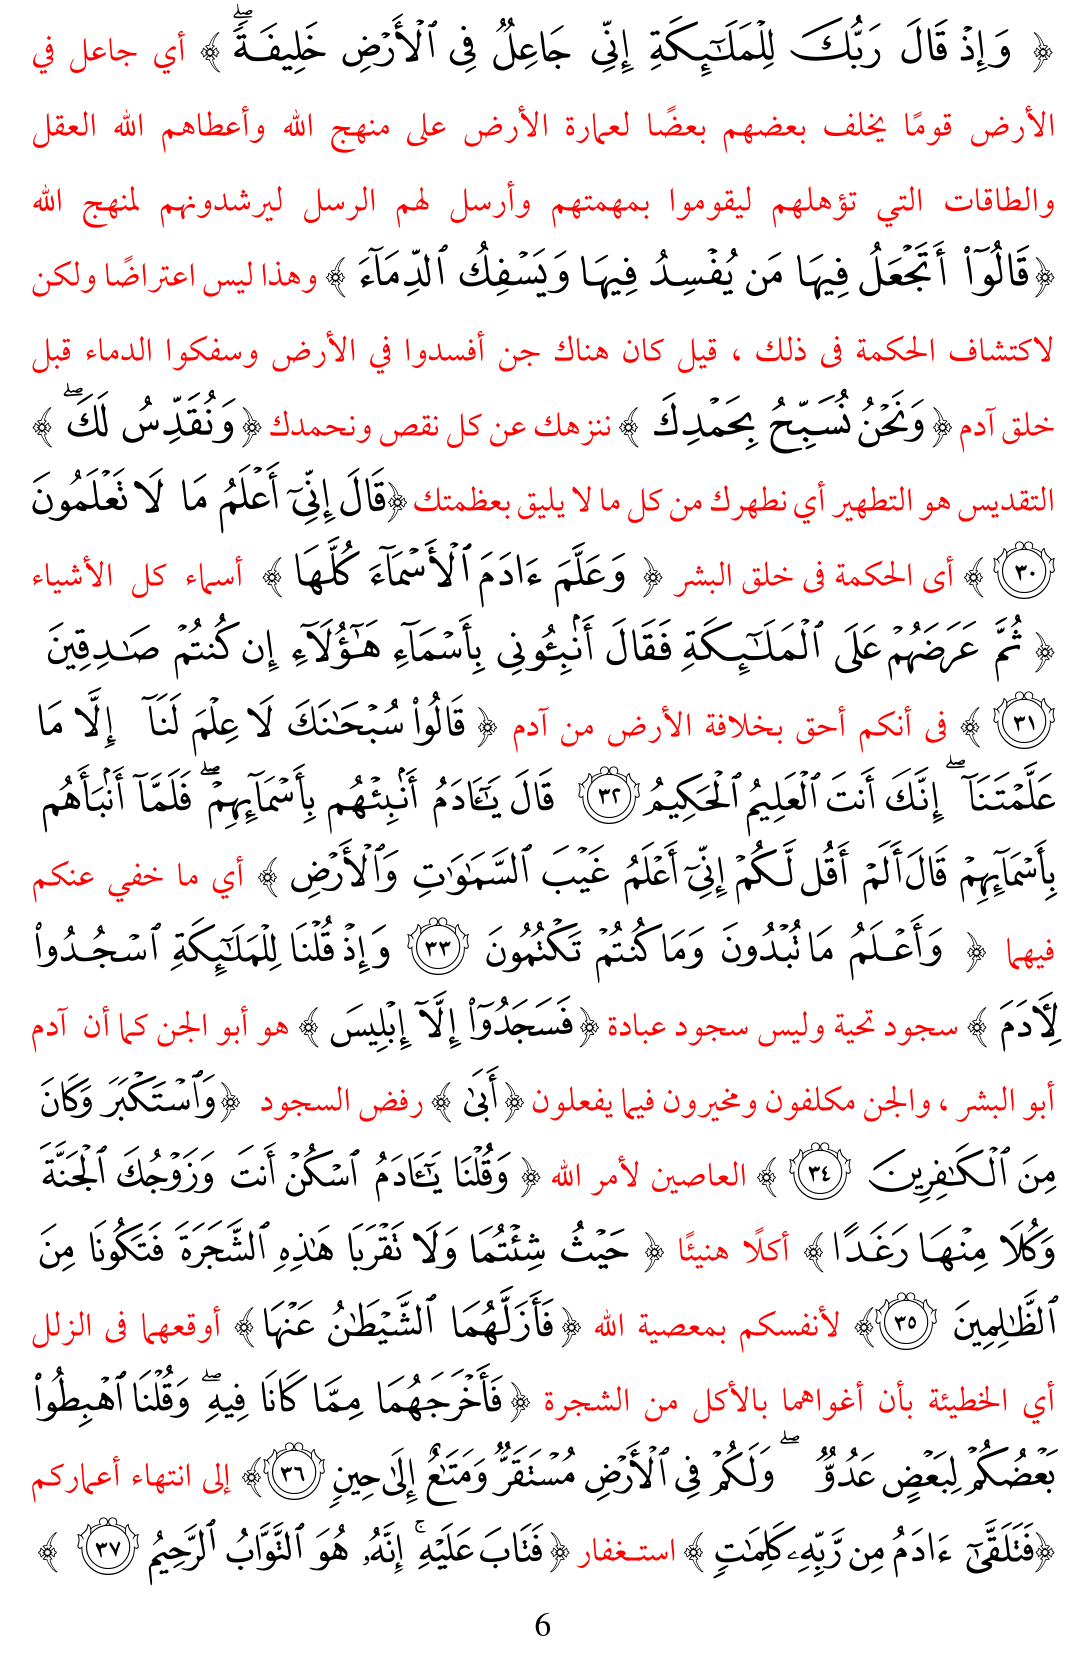 ﴿ وَإِذْ قَالَ رَبُّكَ لِلْمَلَـٰٓئِكَةِ إِنِّى جَاعِلٌ فِى ٱلْأَرْضِ خَلِيفَةً ۖ ﴾ أي جاعل في
الأرض قومًا يخلف بعضهم بعضًا لعمارة الأرض على منهج الله وأعطاهم الله العقل
والطاقات التي تؤهلهم ليقوموا بمهمتهم وأرسل لهم الرسل ليرشدونهم لمنهج الله
﴿قَالُوٓا۟ أَتَجْعَلُ فِيهَا مَن يُفْسِدُ فِيهَا وَيَسْفِكُ ٱلدِّمَآءَ ﴾ وهذا ليس اعتراضًا ولكن
لاكتشاف الحكمة فى ذلك ، قيل كان هناك جن أفسدوا في الأرض وسفكوا الدماء قبل
خلق آدم ﴿وَنَحْنُ نُسَبِّحُ بِحَمْدِكَ ﴾ ننزهك عن كل نقص ونحمدك ﴿وَنُقَدِّسُ لَكَ ۖ ﴾
التقديس هو التطهير أي نطهرك من كل ما لا يليق بعظمتك ﴿قَالَ إِنِّىٓ أَعْلَمُ مَا لَا تَعْلَمُونَ
٣٠ ﴾ أى الحكمة فى خلق البشر ﴿ وَعَلَّمَ ءَادَمَ ٱلْأَسْمَآءَ كُلَّهَا ﴾ أسماء كل الأشياء
﴿ ثُمَّ عَرَضَهُمْ عَلَى ٱلْمَلَـٰٓئِكَةِ فَقَالَ أَنۢبِـُٔونِى بِأَسْمَآءِ هَـٰٓؤُلَآءِ إِن كُنتُمْ صَـٰدِقِينَ
٣١ ﴾ فى أنكم أحق بخلافة الأرض من آدم ﴿ قَالُوا۟ سُبْحَـٰنَكَ لَا عِلْمَ لَنَآ إِلَّا مَا
عَلَّمْتَنَآ ۖ إِنَّكَ أَنتَ ٱلْعَلِيمُ ٱلْحَكِيمُ ٣٢ قَالَ يَـٰٓـَٔادَمُ أَنۢبِئْهُم بِأَسْمَآئِهِمْ ۖ فَلَمَّآ أَنۢبَأَهُم
بِأَسْمَآئِهِمْ قَالَ أَلَمْ أَقُل لَّكُمْ إِنِّىٓ أَعْلَمُ غَيْبَ ٱلسَّمَـٰوَٰتِ وَٱلْأَرْضِ ﴾ أي ما خفي عنكم
فيهما ﴿ وَأَعْلَمُ مَا تُبْدُونَ وَمَا كُنتُمْ تَكْتُمُونَ ٣٣ وَإِذْ قُلْنَا لِلْمَلَـٰٓئِكَةِ ٱسْجُدُوا۟
لِـَٔادَمَ ﴾ سجود تحية وليس سجود عبادة ﴿فَسَجَدُوٓا۟ إِلَّآ إِبْلِيسَ ﴾ هو أبو الجن كما أن آدم
أبو البشر ، والجن مكلفون ومخيرون فيما يفعلون ﴿أَبَىٰ ﴾ رفض السجود ﴿وَٱسْتَكْبَرَ وَكَانَ
مِنَ ٱلْكَـٰفِرِينَ ٣٤ ﴾ العاصين لأمر الله ﴿ وَقُلْنَا يَـٰٓـَٔادَمُ ٱسْكُنْ أَنتَ وَزَوْجُكَ ٱلْجَنَّةَ
وَكُلَا مِنْهَا رَغَدًا ﴾ أكلًا هنيئًا ﴿ حَيْثُ شِئْتُمَا وَلَا تَقْرَبَا هَـٰذِهِ ٱلشَّجَرَةَ فَتَكُونَا مِنَ
ٱلظَّـٰلِمِينَ ٣٥ ﴾ لأنفسكم بمعصية الله ﴿فَأَزَلَّهُمَا ٱلشَّيْطَـٰنُ عَنْهَا ﴾ أوقعهما فى الزلل
أي الخطيئة بأن أغواهما بالأكل من الشجرة ﴿فَأَخْرَجَهُمَا مِمَّا كَانَا فِيهِ ۖ وَقُلْنَا ٱهْبِطُوا۟
بَعْضُكُمْ لِبَعْضٍ عَدُوٌّ ۖ وَلَكُمْ فِى ٱلْأَرْضِ مُسْتَقَرٌّ وَمَتَـٰعٌ إِلَىٰ حِينٍ ٣٦ ﴾ إلى انتهاء أعماركم
﴿فَتَلَقَّىٰٓ ءَادَمُ مِن رَّبِّهِۦ كَلِمَـٰتٍ ﴾ استـغفار ﴿فَتَابَ عَلَيْهِ ۚ إِنَّهُۥ هُوَ ٱلتَّوَّابُ ٱلرَّحِيمُ ٣٧ ﴾
6